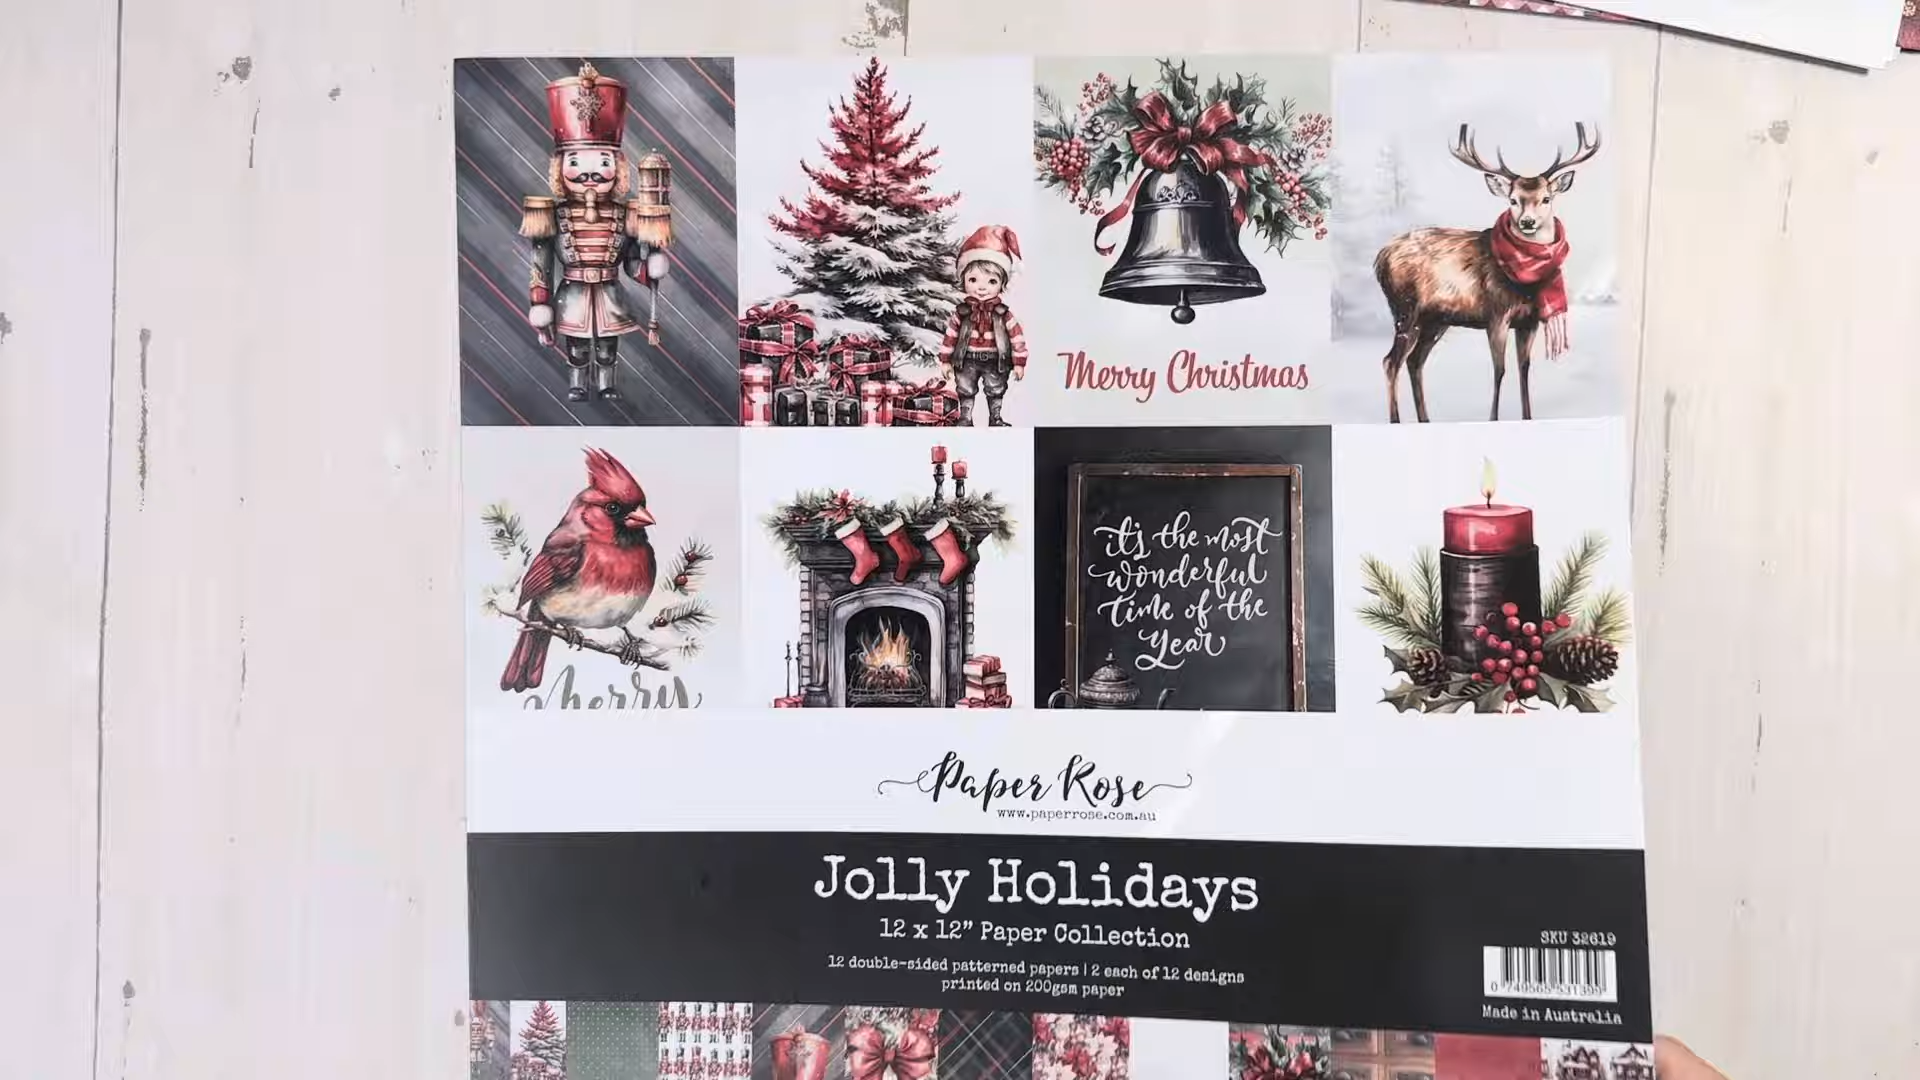 Merry Christmas
Merry
it's the most
wonderful
time of the
year
Paper Rose
www.paperrose.com.au
Jolly Holidays
12 x 12" Paper Collection
12 double-sided patterned papers | 2 each of 12 designs
printed on 200gsm paper
SKU 32619
Made in Australia